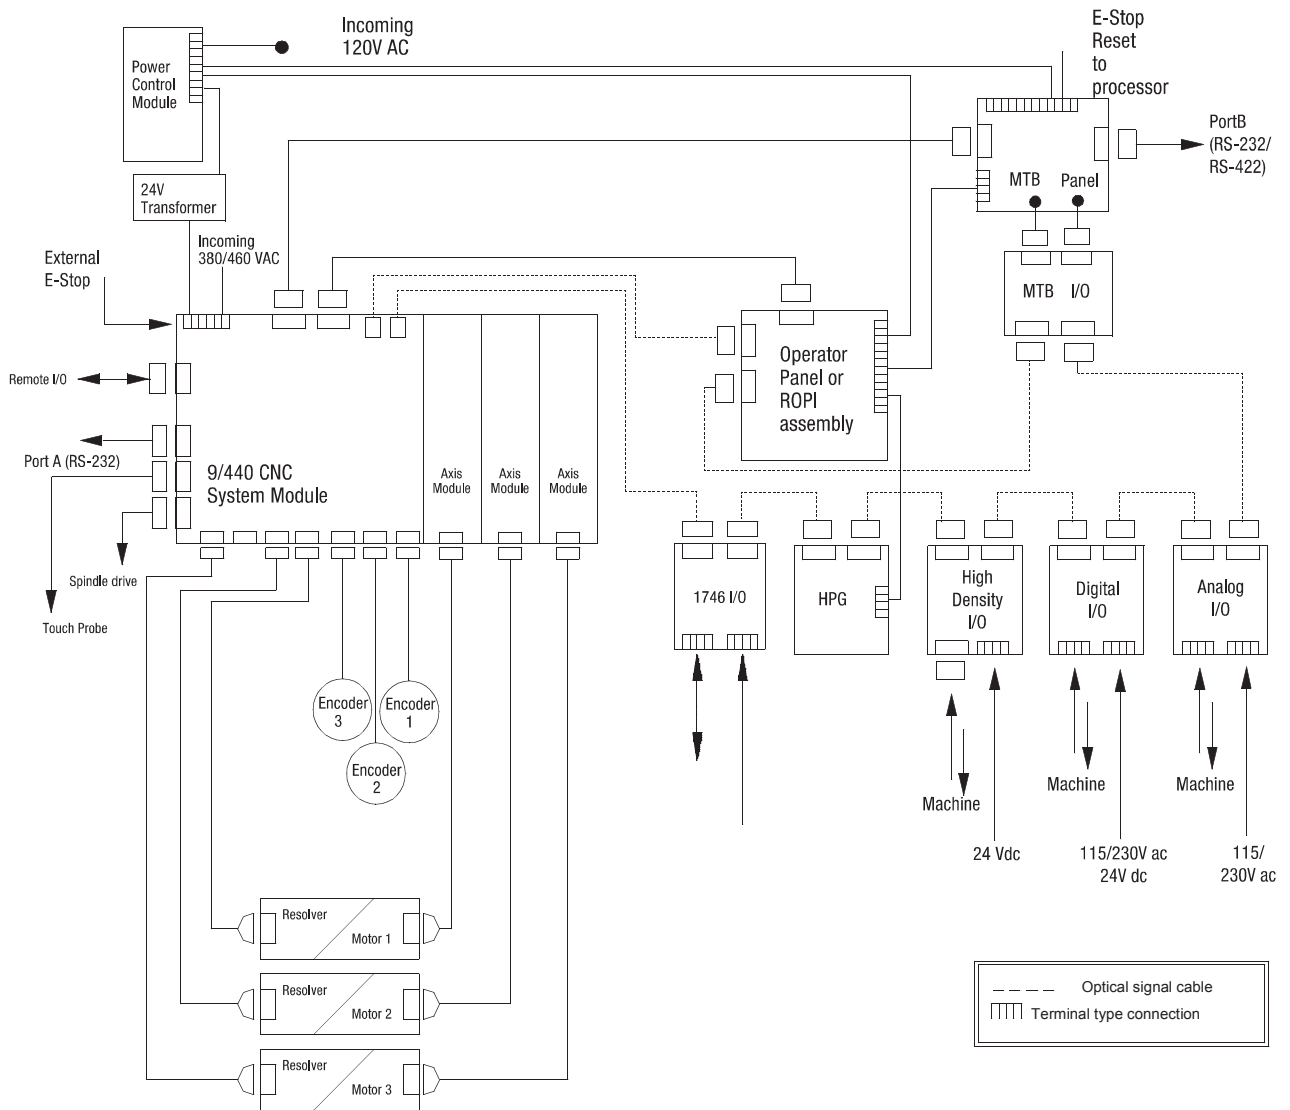 Incoming
120V AC
E-Stop
Reset
to
processor
Power
Control
Module
PortB
(RS-232/
RS-422)
MTB Panel
24V
Transformer
Incoming
380/460 VAC
External
E-Stop
MTB I/O
Operator
Panel or
ROPI
assembly
Remote I/O
Port A (RS-232)
9/440 CNC
System Module
Axis
Module
Axis
Module
Axis
Module
Spindle drive
Touch Probe
1746 I/O
HPG
High
Density
I/O
Digital
I/O
Analog
I/O
Encoder
3
Encoder
1
Encoder
2
Machine
Machine
Machine
24 Vdc
115/230V ac
24V dc
115/
230V ac
Resolver
Motor 1
Resolver
Motor 2
Resolver
Motor 3
Optical signal cable
Terminal type connection